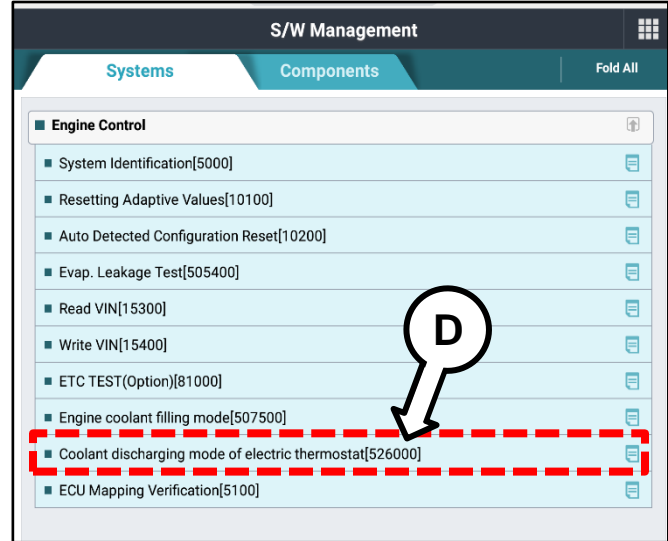 S/W Management
Systems
Components
Fold All
Engine Control
System Identification[5000]
Resetting Adaptive Values[10100]
Auto Detected Configuration Reset[10200]
Evap. Leakage Test[505400]
Read VIN[15300]
Write VIN[15400]
ETC TEST(Option)[81000]
Engine coolant filling mode[507500]
Coolant discharging mode of electric thermostat[526000]
ECU Mapping Verification[5100]
D